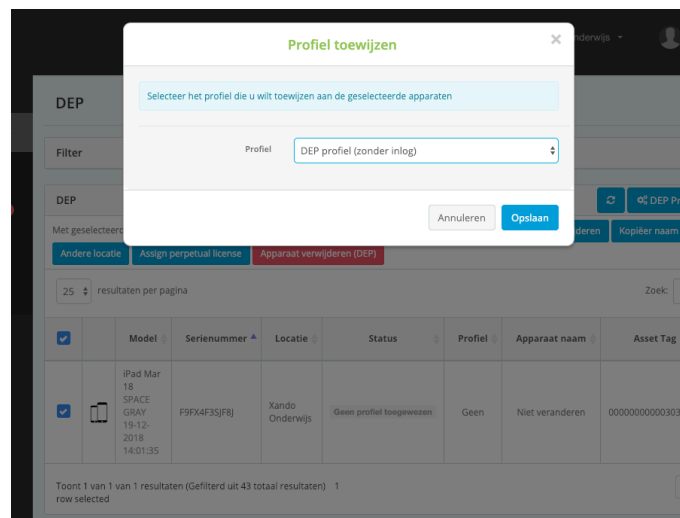 Profiel toewijzen
×
nderwijs
DEP
Selecteer het profiel die u wilt toewijzen aan de geselecteerde apparaten
Filter
Profiel
DEP profiel (zonder inlog)
DEP
DEP Pr
Annuleren
Opslaan
Met geselecteerd
deren
Kopiëer naam
Andere locatie
Assign perpetual license
Apparaat verwijderen (DEP)
25
resultaten per pagina
Zoek:
Model
Serienummer
Locatie
Status
Profiel
Apparaat naam
Asset Tag
iPad Mar
18
SPACE
GRAY
19-12-
2018
14:01:35
F9FX4F3SJF8J
Xando
Onderwijs
Geen profiel toegewezen
Geen
Niet veranderen
00000000000303
Toont 1 van 1 van 1 resultaten (Gefilterd uit 43 totaal resultaten) 1
row selected